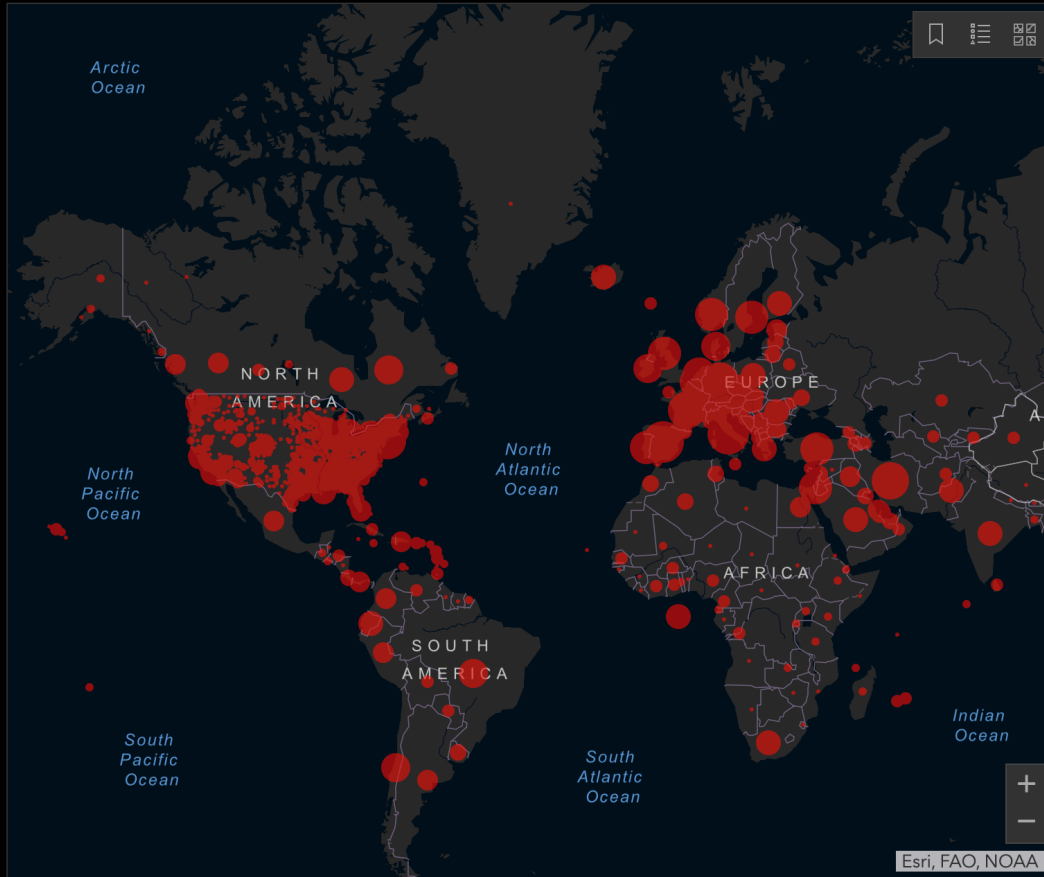 Arctic
Ocean
NORTH
AMERICA
EUROPE
A
North
Pacific
Ocean
North
Atlantic
Ocean
AFRICA
SOUTH
AMERICA
South
Pacific
Ocean
South
Atlantic
Ocean
Indian
Ocean
+
−
Esri, FAO, NOAA